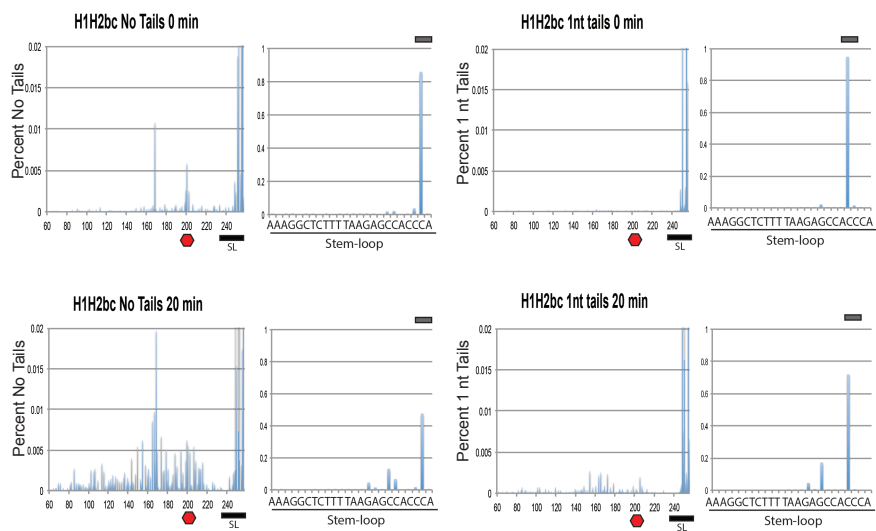 H1H2bc No Tails 0 min
Percent No Tails
0.02
0.015
0.01
0.005
0
60 80 100 120 140 160 180 200 220 240
SL
1
0.8
0.6
0.4
0.2
0
AAAGGCTCTTTTAAGAGCCACCCA
Stem-loop
H1H2bc 1nt tails 0 min
Percent 1 nt Tails
0.02
0.015
0.01
0.005
0
60 80 100 120 140 160 180 200 220 240
SL
1
0.8
0.6
0.4
0.2
0
AAAGGCTCTTTTAAGAGCCACCCA
Stem-loop
H1H2bc No Tails 20 min
Percent No Tails
0.02
0.015
0.01
0.005
0
60 80 100 120 140 160 180 200 220 240
SL
1
0.8
0.6
0.4
0.2
0
AAAGGCTCTTTTAAGAGCCACCCA
Stem-loop
H1H2bc 1nt tails 20 min
Percent 1 nt Tails
0.02
0.015
0.01
0.005
0
60 80 100 120 140 160 180 200 220 240
SL
1
0.8
0.6
0.4
0.2
0
AAAGGCTCTTTTAAGAGCCACCCA
Stem-loop